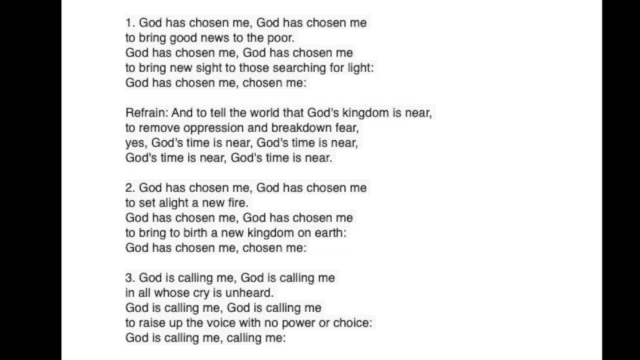 1. God has chosen me, God has chosen me
to bring good news to the poor.
God has chosen me, God has chosen me
to bring new sight to those searching for light:
God has chosen me, chosen me:

Refrain: And to tell the world that God's kingdom is near,
to remove oppression and breakdown fear,
yes, God's time is near, God's time is near,
God's time is near, God's time is near.

2. God has chosen me, God has chosen me
to set alight a new fire.
God has chosen me, God has chosen me
to bring to birth a new kingdom on earth:
God has chosen me, chosen me:

3. God is calling me, God is calling me
in all whose cry is unheard.
God is calling me, God is calling me
to raise up the voice with no power or choice:
God is calling me, calling me: